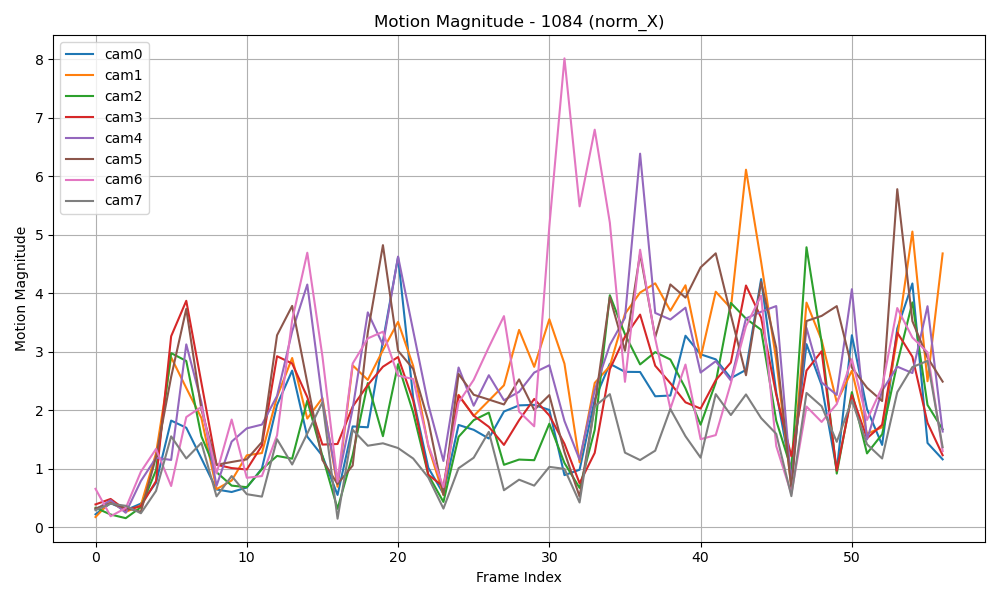 Motion Magnitude - 1084 (norm_X)
cam0
cam1
cam2
cam3
cam4
cam5
cam6
cam7
Motion Magnitude
8
7
6
5
4
3
2
1
0
0 10 20 30 40 50
Frame Index